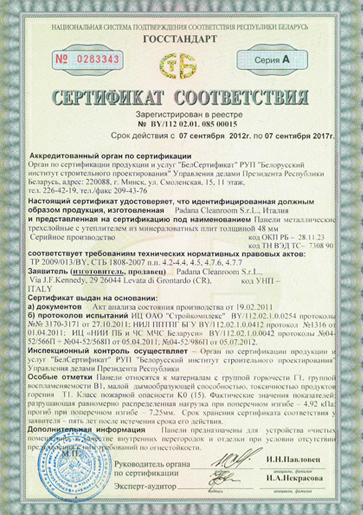 НАЦИОНАЛЬНАЯ СИСТЕМА ПОДТВЕРЖДЕНИЯ СООТВЕТСТВИЯ РЕСПУБЛИКИ БЕЛАРУСЬ
ГОССТАНДАРТ
№ 0283343
Серия А
СТБ
СЕРТИФИКАТ СООТВЕТСТВИЯ
Зарегистрирован в реестре
№ BY/112 02.01. 085 00015
Срок действия с 07 сентября 2012г. по 07 сентября 2017г.
Аккредитованный орган по сертификации
Орган по сертификации продукции и услуг "БелСертификат" РУП "Белорусский
институт строительного проектирования" Управления делами Президента Республики
Беларусь, адрес: 220088, г. Минск, ул. Смоленская, 15, 11 этаж,
тел. 226-42-19, тел./факс 209-43-76
Настоящий сертификат удостоверяет, что идентифицированная должным
образом продукция, изготовленная Padana Cleanroom S.r.L., Италия
и представленная на сертификацию под наименованием Панели металлические
трехслойные с утеплителем из минераловатных плит толщиной 48 мм
Серийное производство код ОКП РБ - 28.11.23
код ТН ВЭД ТС- 7308 90
соответствует требованиям технических нормативных правовых актов:
ТР 2009/013/BY, СТБ 1808-2007 п.п. 4.2-4.4, 4.5, 4.7.6, 4.7.7
Заявитель (изготовитель, продавец) Padana Cleanroom S.r.L.,
Via J.F.Kennedy, 29 26044 Levata di Grontardo (CR), код УНП -
ITALY
Сертификат выдан на основании:
а) документов Акт анализа состояния производства от 19.02.2011
б) протоколов испытаний ИЦ ОАО "Стройкомплекс" BY/112.02.1.0.0254 протоколы
№№ 3170-3171 от 27.10.2011; НИЛ ППТПГ БГУ BY/112 02.1.0.0342 протокол №1316 от
01.04.2011; ИЦ «НИИ ПБ и ЧС МЧС Беларуси» BY/112.02.1.0.0042 протоколы №04-
52/566П ÷ №04-52/568П от 05.04.2011, №04-52/986П от 05.07.2012
Инспекционный контроль осуществляет – Орган по сертификации продукции и
услуг "БелСертификат" РУП "Белорусский институт строительного проектирования"
Управления делами Президента Республики
Особые отметки Панели относятся к материалам с группой горючести Г1, группой
воспламеняемости В1, малой дымообразующей способностью, токсичностью продуктов
горения Т1. Класс пожарной опасности К0 (15). Фактические значения показателей:
разрушающая равномерно распределенная нагрузка при поперечном изгибе – 4,92 кПа;
прогиб при поперечном изгибе – 7.25мм. Срок хранения сертификата соответствия у
заявителя – пять лет после истечения срока его действия.
Дополнительная информация Панели предназначены для устройства «чистых
помещений», в качестве внутренних перегородок и отделки при условии отсутствия
предъявления требований по огнестойкости.
М.П.
Руководитель органа
по сертификации
И.Н.Павловец
Эксперт-аудитор
И.А.Некрасова